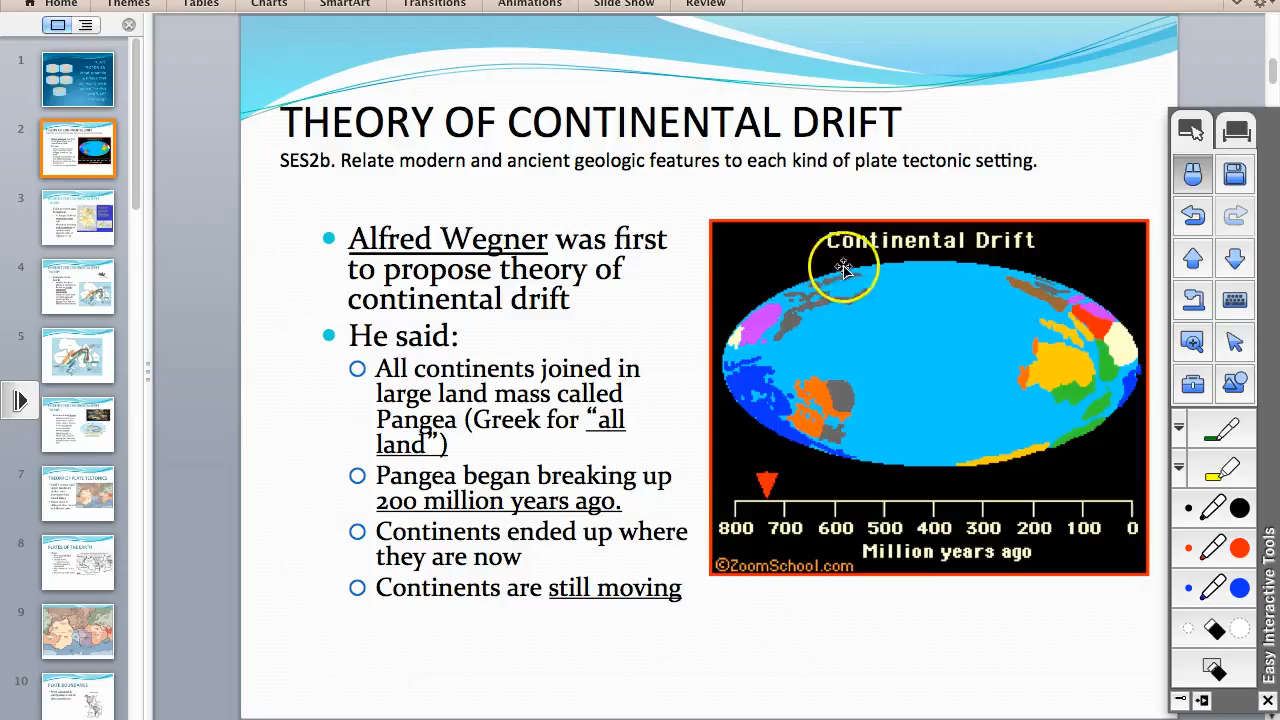 Home Themes Tables Charts SmartArt Transitions Animations Slide Show Review
1
2
3
4
5
6
7
8
9
10
THEORY OF PLATE TECTONICS
PLATES OF THE EARTH
PLATE BOUNDARIES
THEORY OF CONTINENTAL DRIFT
SES2b. Relate modern and ancient geologic features to each kind of plate tectonic setting.
Alfred Wegner was first
to propose theory of
continental drift
He said:
All continents joined in
large land mass called
Pangea (Greek for “all
land”)
Pangea began breaking up
200 million years ago.
Continents ended up where
they are now
Continents are still moving
Continental Drift
800 700 600 500 400 300 200 100 0
Million years ago
©ZoomSchool.com
Easy Interactive Tools